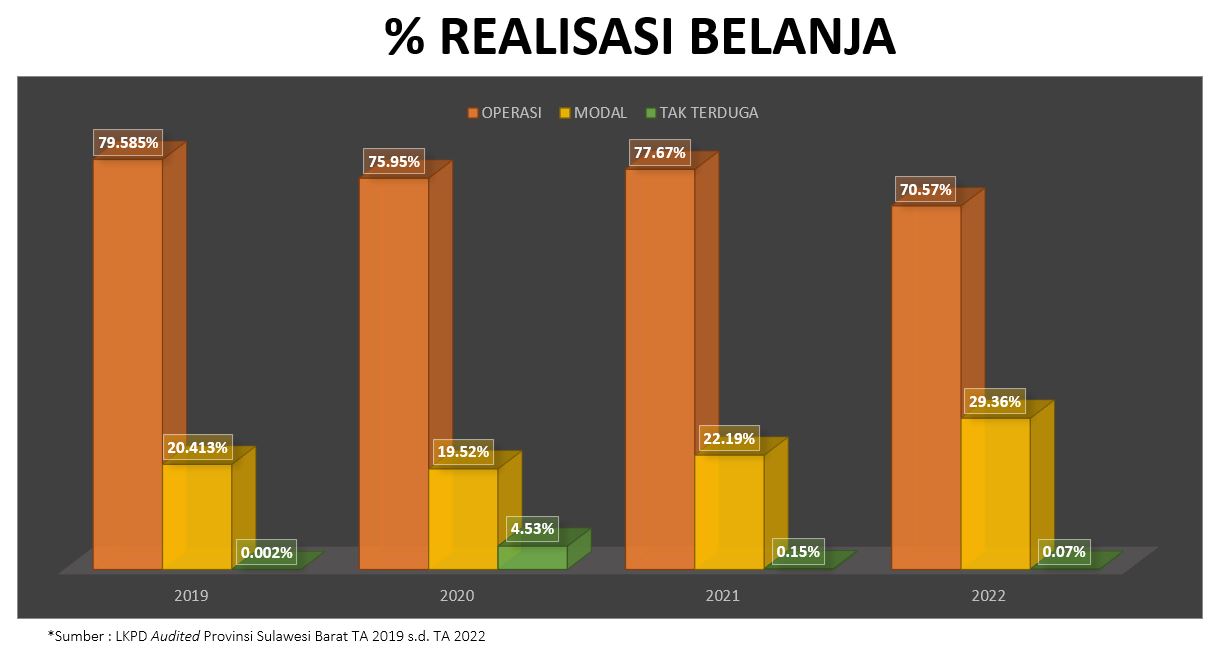 % REALISASI BELANJA
OPERASI MODAL TAK TERDUGA
79.585% 75.95% 77.67% 70.57%
20.413% 19.52% 22.19% 29.36%
0.002% 4.53% 0.15% 0.07%
2019 2020 2021 2022
*Sumber : LKPD Audited Provinsi Sulawesi Barat TA 2019 s.d. TA 2022